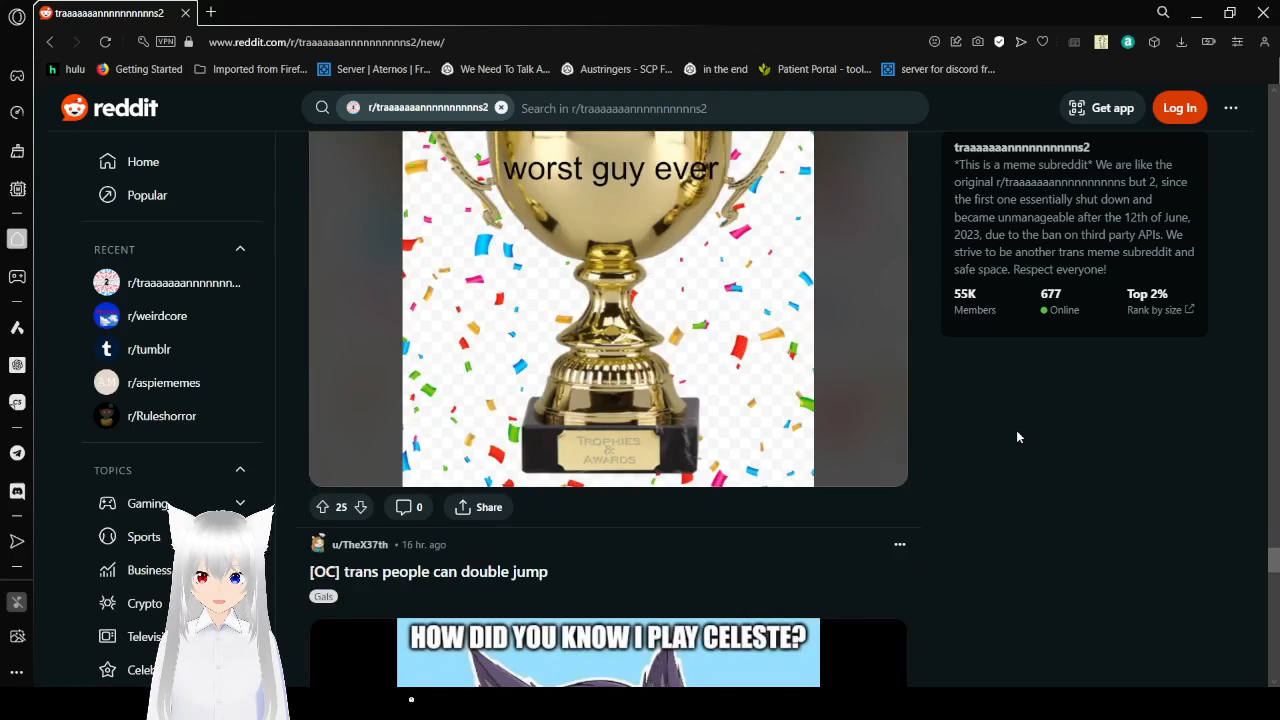 traaaaaaannnnnnnnnns2
VPN
www.reddit.com/r/traaaaaaannnnnnnnnns2/new/
h hulu
Getting Started
Imported from Firef...
Server | Aternos | Fr...
We Need To Talk A...
Austringers - SCP F...
in the end
Patient Portal - tool...
server for discord fr...
reddit
r/traaaaaaannnnnnnnnns2
Search in r/traaaaaaannnnnnnnnns2
Get app
Log In
Home
Popular
RECENT
r/traaaaaaannnnnnn...
r/weirdcore
r/tumblr
r/aspiememes
r/Ruleshorror
TOPICS
Gaming
Sports
Business
Crypto
Televis
Celeb
worst guy ever
TROPHIES
&
AWARDS
25
0
Share
u/TheX37th • 16 hr. ago
[OC] trans people can double jump
Gals
HOW DID YOU KNOW I PLAY CELESTE?
traaaaaaannnnnnnnnns2
*This is a meme subreddit* We are like the
original r/traaaaaaannnnnnnnnns but 2, since
the first one essentially shut down and
became unmanageable after the 12th of June,
2023, due to the ban on third party APIs. We
strive to be another trans meme subreddit and
safe space. Respect everyone!
55K
677
Top 2%
Members
Online
Rank by size